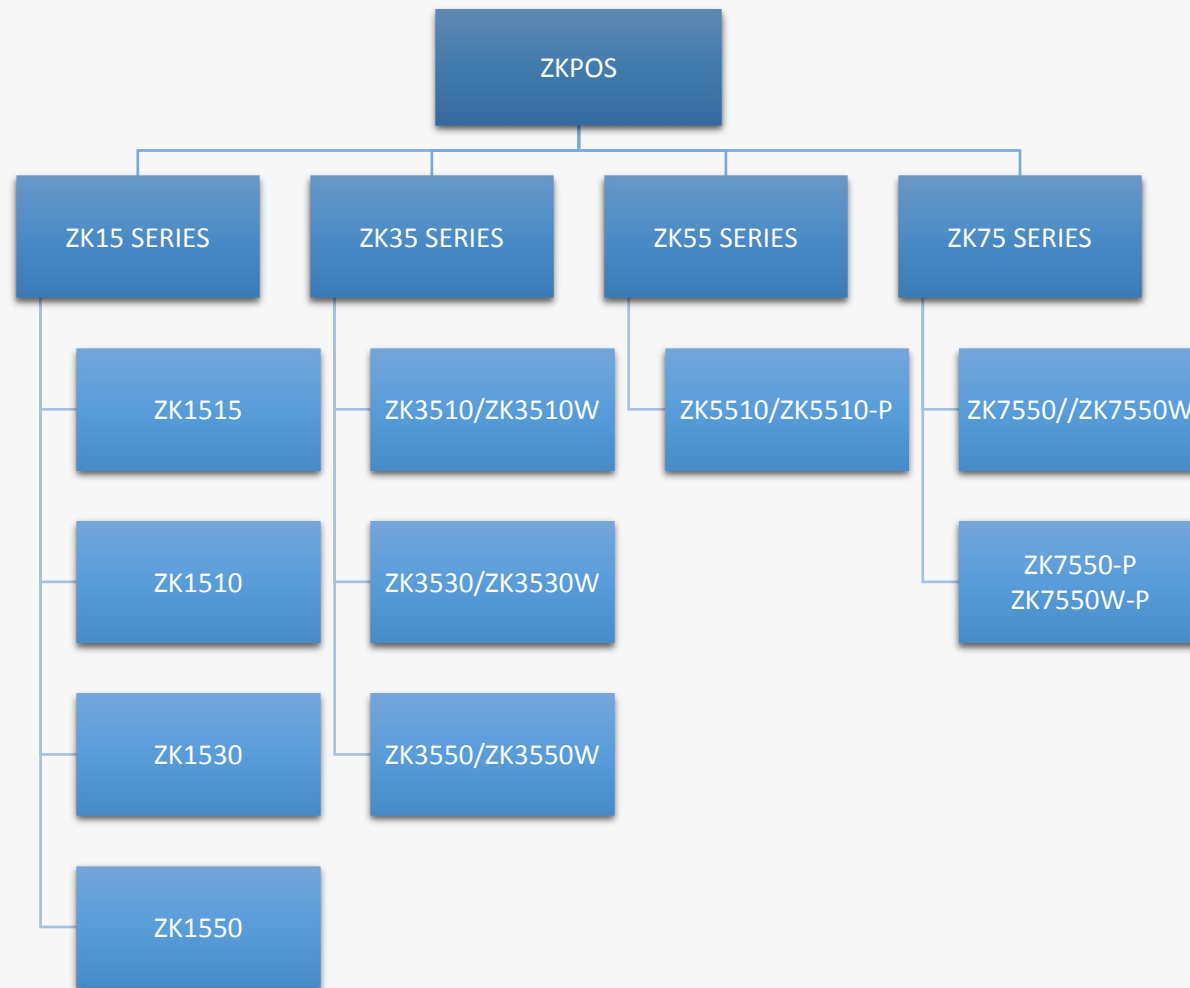 ZKPOS
ZK15 SERIES
ZK35 SERIES
ZK55 SERIES
ZK75 SERIES
ZK1515
ZK3510/ZK3510W
ZK5510/ZK5510-P
ZK7550//ZK7550W
ZK1510
ZK3530/ZK3530W
ZK7550-P
ZK7550W-P
ZK1530
ZK3550/ZK3550W
ZK1550